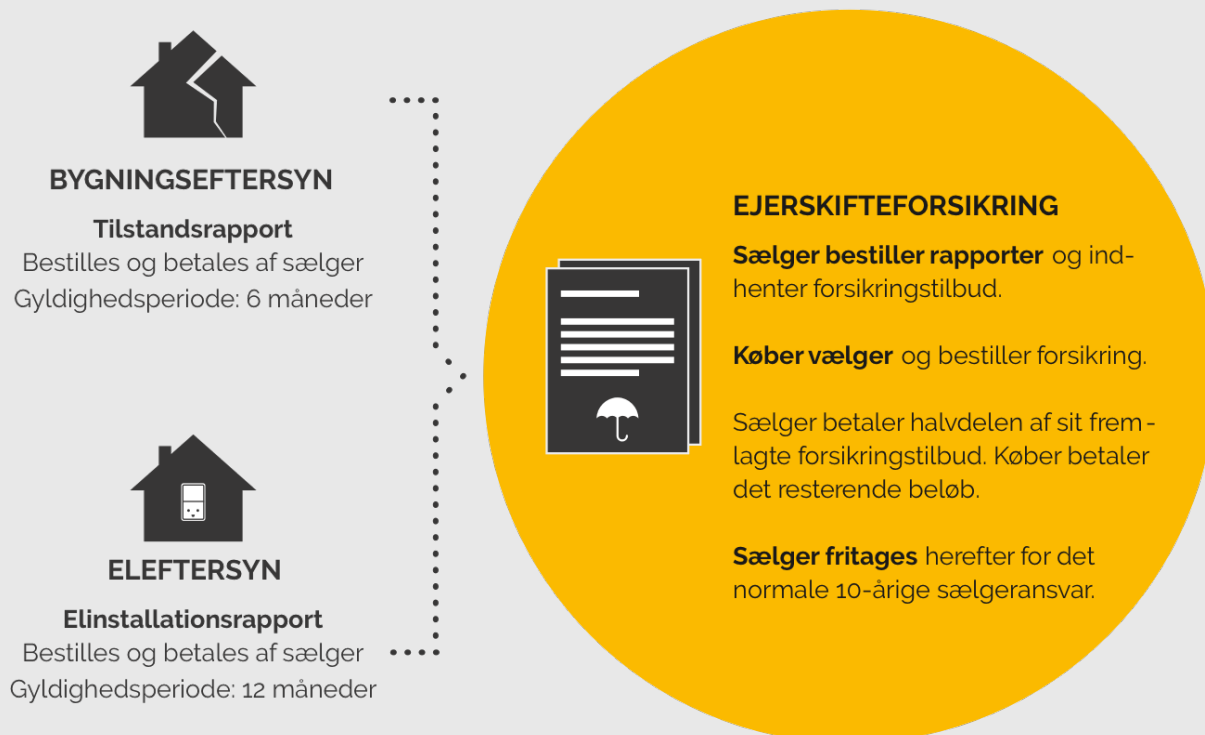 BYGNINGSEFTERSYN
Tilstandsrapport
Bestilles og betales af sælger
Gyldighedsperiode: 6 måneder
ELEFTERSYN
Elinstallationsrapport
Bestilles og betales af sælger
Gyldighedsperiode: 12 måneder
EJERSKIFTEFORSIKRING
Sælger bestiller rapporter og ind-
henter forsikringstilbud.
Køber vælger og bestiller forsikring.
Sælger betaler halvdelen af sit frem-
lagte forsikringstilbud. Køber betaler
det resterende beløb.
Sælger fritages herefter for det
normale 10-årige sælgeransvar.